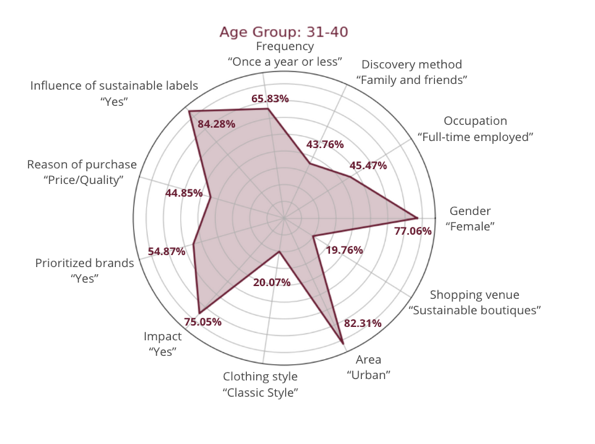 Age Group: 31-40
Frequency
“Once a year or less”
Discovery method
“Family and friends”
Influence of sustainable labels
“Yes”
65.83%
84.28%
Occupation
“Full-time employed”
43.76%
45.47%
Reason of purchase
“Price/Quality”
44.85%
Gender
“Female”
77.06%
54.87%
19.76%
Prioritized brands
“Yes”
20.07%
Shopping venue
“Sustainable boutiques”
75.05%
82.31%
Impact
“Yes”
Area
“Urban”
Clothing style
“Classic Style”